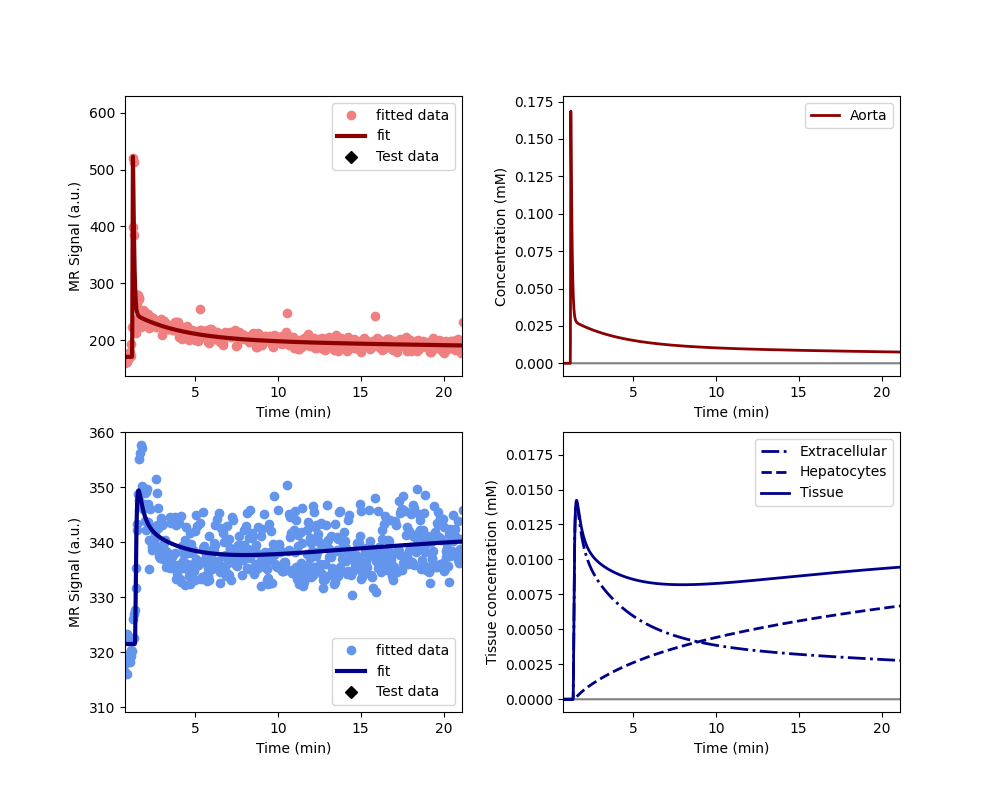 600
500
400
300
200
MR Signal (a.u.)
5
10
15
20
Time (min)
fitted data
fit
Test data
0.175
0.150
0.125
0.100
0.075
0.050
0.025
0.000
Concentration (mM)
5
10
15
20
Time (min)
Aorta
360
350
340
330
320
310
MR Signal (a.u.)
5
10
15
20
Time (min)
fitted data
fit
Test data
0.0175
0.0150
0.0125
0.0100
0.0075
0.0050
0.0025
0.0000
Tissue concentration (mM)
5
10
15
20
Time (min)
Extracellular
Hepatocytes
Tissue